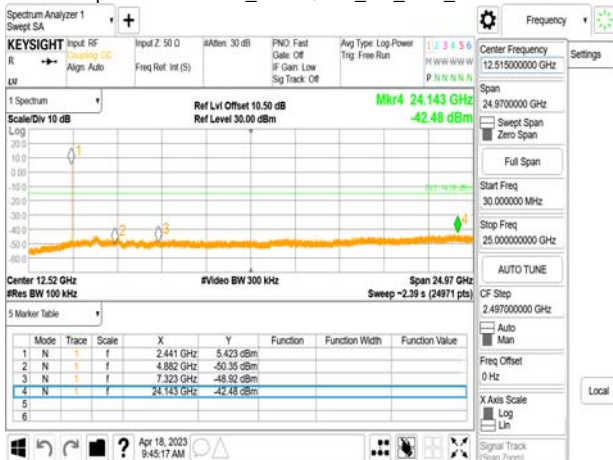 Spectrum Analyzer 1
Swept SA
Frequency
KEYSIGHT
Input: RF
Coupling: DC
Align: Auto
Input Z: 50 Ω
Freq Ref: Int (S)
#Atten: 30 dB
PNO: Fast
Gate: Off
IF Gain: Low
Sig Track: Off
Avg Type: Log-Power
Trig: Free Run
1 2 3 4 5 6
M W W W W W
P N N N N N
R
LV
1 Spectrum
Scale/Div 10 dB
Ref Lvl Offset 10.50 dB
Ref Level 30.00 dBm
Mkr4 24.143 GHz
-42.48 dBm
Log
20.0
10.0
0.00
-10.0
-20.0
-30.0
-40.0
-50.0
-60.0
1
2
3
4
Center 12.52 GHz
#Res BW 100 kHz
#Video BW 300 kHz
Span 24.97 GHz
Sweep ~2.39 s (24971 pts)
5 Marker Table
Mode Trace Scale X Y Function Function Width Function Value
1 N 1 f 2.441 GHz 5.423 dBm
2 N 1 f 4.882 GHz -50.35 dBm
3 N 1 f 7.323 GHz -48.92 dBm
4 N 1 f 24.143 GHz -42.48 dBm
5
6
Apr 18, 2023
9:45:17 AM
Center Frequency
12.515000000 GHz
Settings
Span
24.9700000 GHz
Swept Span
Zero Span
Full Span
Start Freq
30.000000 MHz
Stop Freq
25.000000000 GHz
AUTO TUNE
CF Step
2.497000000 GHz
Auto
Man
Freq Offset
0 Hz
X Axis Scale
Log
Lin
Local
Signal Track
(Span Zoom)